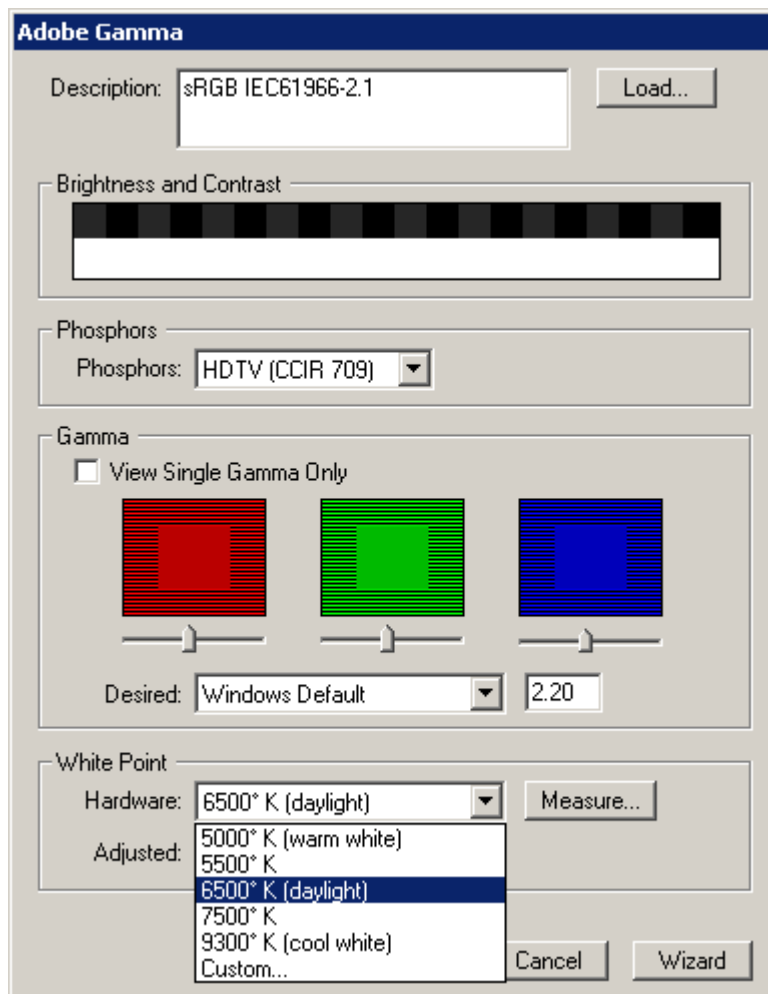 Adobe Gamma
Description: sRGB IEC61966-2.1 Load...
Brightness and Contrast
Phosphors
Phosphors: HDTV (CCIR 709)
Gamma
View Single Gamma Only
Desired: Windows Default 2.20
White Point
Hardware: 6500° K (daylight) Measure...
Adjusted:
5000° K (warm white)
5500° K
6500° K (daylight)
7500° K
9300° K (cool white)
Custom...
Cancel Wizard